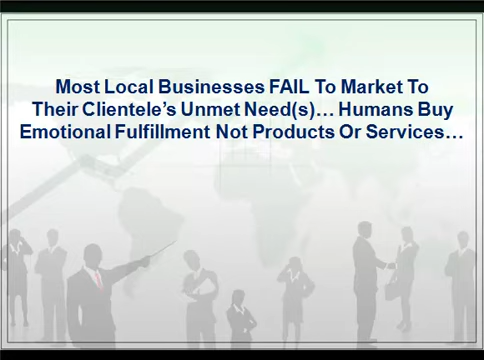 Most Local Businesses FAIL To Market To
Their Clientele’s Unmet Need(s)… Humans Buy
Emotional Fulfillment Not Products Or Services…